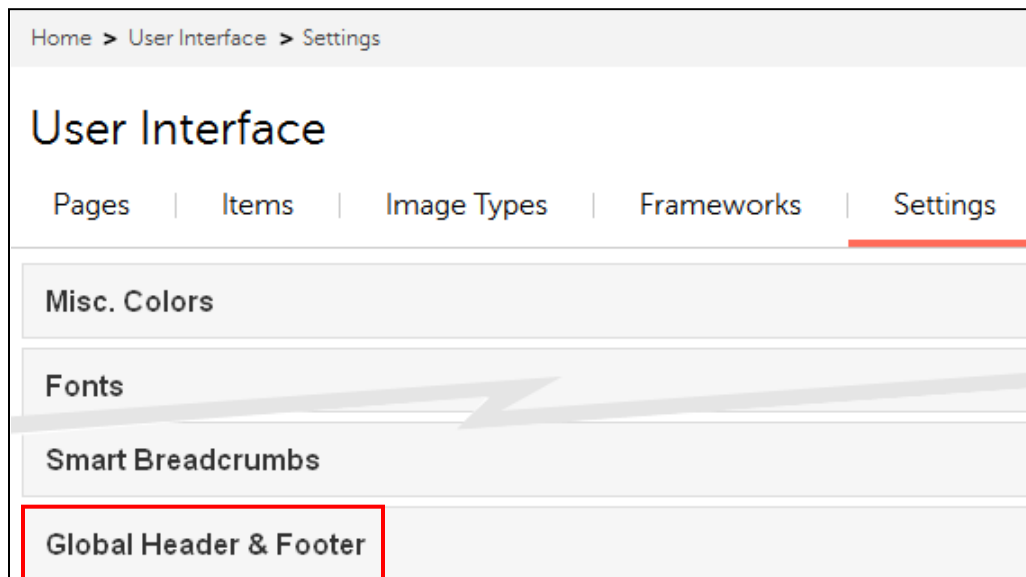 Home > User Interface > Settings
User Interface
Pages | Items | Image Types | Frameworks | Settings
Misc. Colors
Fonts
Smart Breadcrumbs
Global Header & Footer